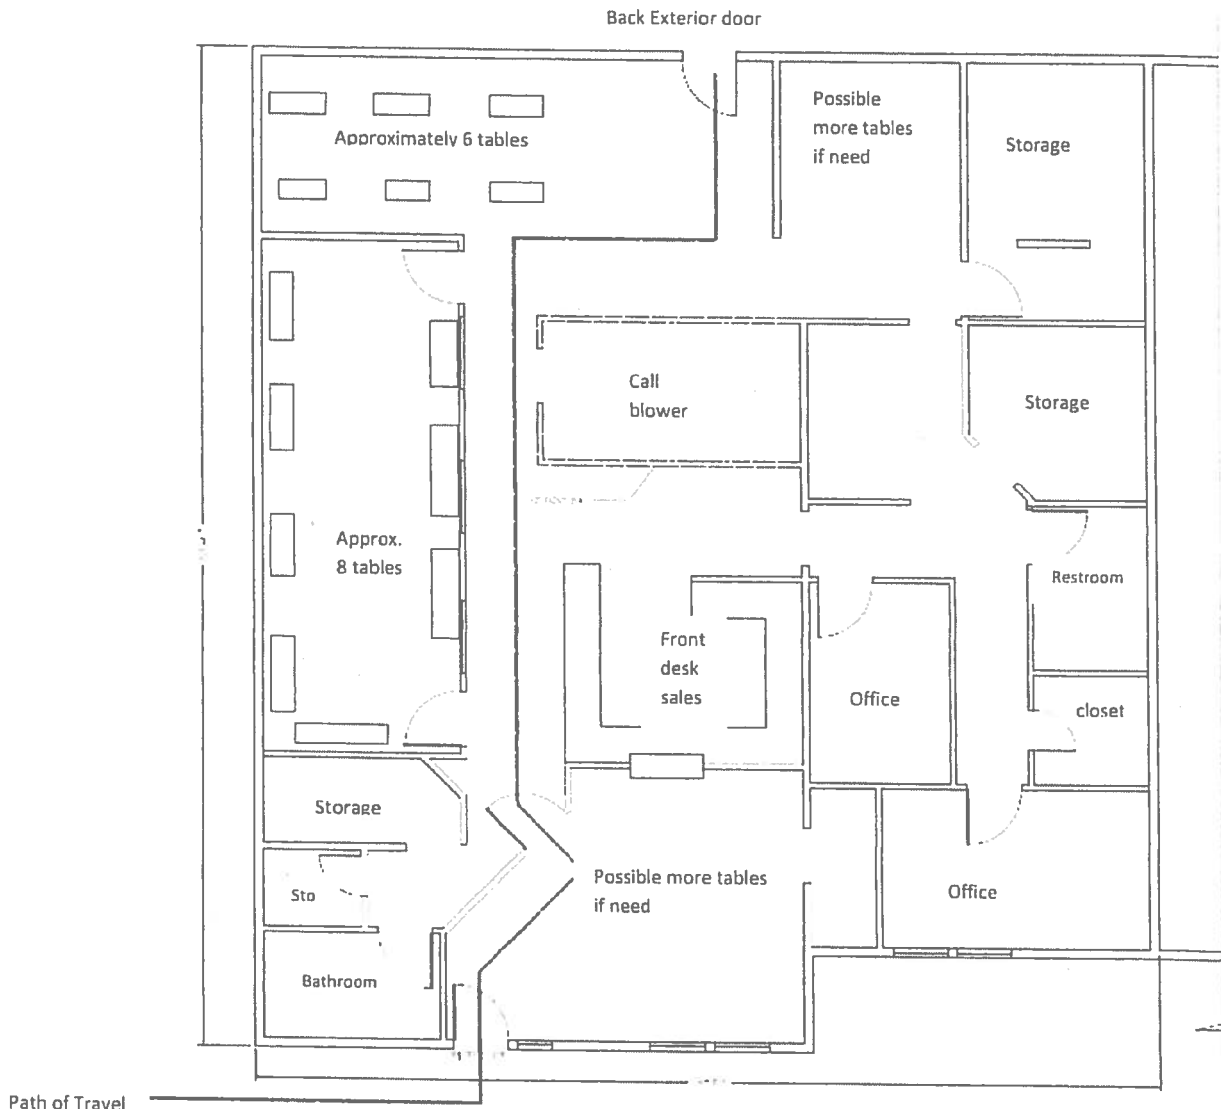 Back Exterior door
Possible
more tables
if need
Approximately 6 tables
Storage
Call
blower
Storage
Approx.
8 tables
Restroom
Front
desk
sales
Office
closet
Storage
Possible more tables
if need
Sto
Office
Bathroom
Path of Travel